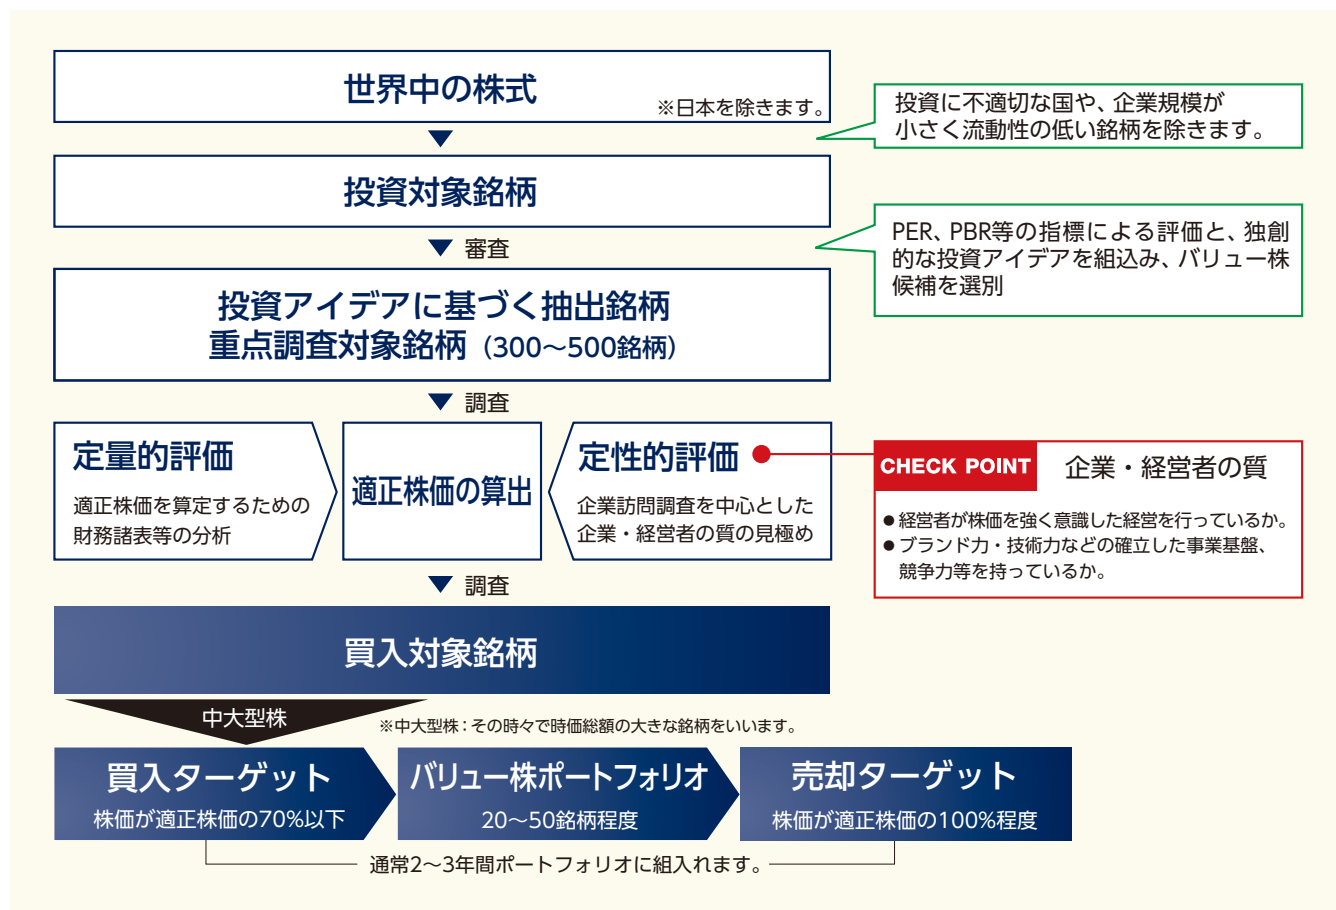 世界中の株式
※日本を除きます。
投資に不適切な国や、企業規模が
小さく流動性の低い銘柄を除きます。
投資対象銘柄
審査
PER、PBR等の指標による評価と、独創
的な投資アイデアを組込み、バリュー株
候補を選別
投資アイデアに基づく抽出銘柄
重点調査対象銘柄（300～500銘柄）
調査
定量的評価
適正株価を算定するための
財務諸表等の分析
適正株価の算出
定性的評価
企業訪問調査を中心とした
企業・経営者の質の見極め
CHECK POINT 企業・経営者の質
●経営者が株価を強く意識した経営を行っているか。
●ブランド力・技術力などの確立した事業基盤、
競争力等を持っているか。
調査
買入対象銘柄
中大型株
※中大型株：その時々で時価総額の大きな銘柄をいいます。
買入ターゲット
株価が適正株価の70%以下
バリュー株ポートフォリオ
20～50銘柄程度
売却ターゲット
株価が適正株価の100%程度
通常2～3年間ポートフォリオに組入れます。